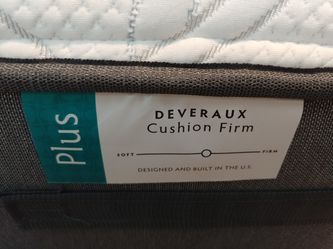 Plus
DEVERAUX
Cushion Firm
SOFT FIRM
DESIGNED AND BUILT IN THE U.S.